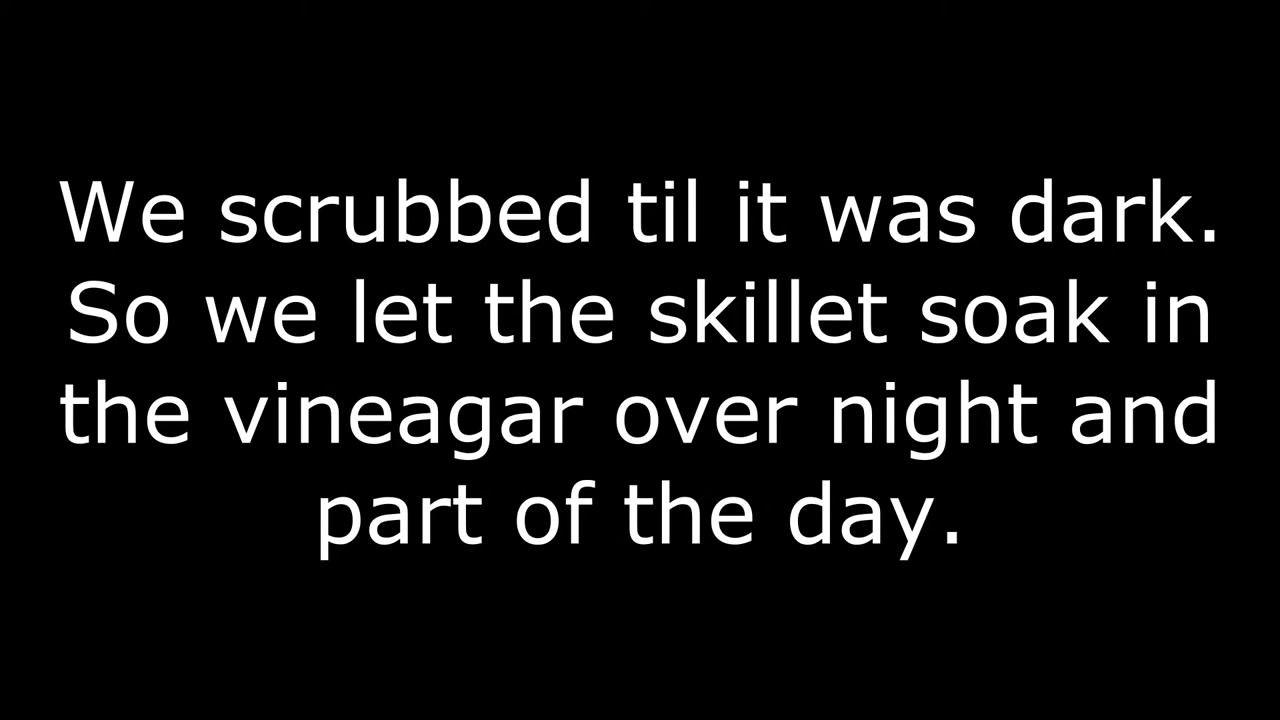 We scrubbed til it was dark.
So we let the skillet soak in
the vineagar over night and
part of the day.